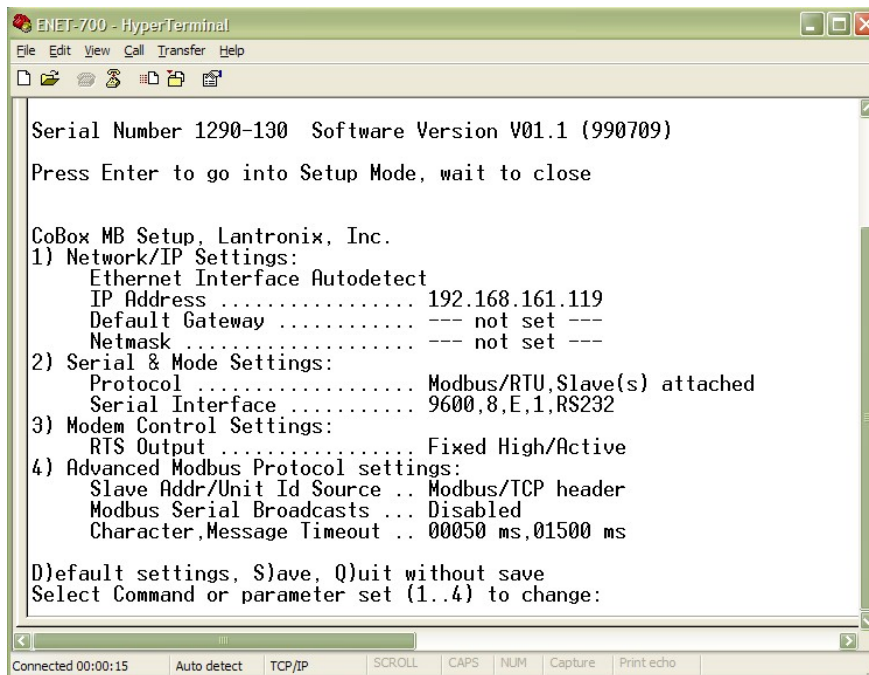 ENET-700 - HyperTerminal
File Edit View Call Transfer Help
Serial Number 1290-130  Software Version V01.1 (990709)
Press Enter to go into Setup Mode, wait to close
CoBox MB Setup, Lantronix, Inc.
1) Network/IP Settings:
Ethernet Interface Autodetect
IP Address ................. 192.168.161.119
Default Gateway ............ --- not set ---
Netmask .................... --- not set ---
2) Serial & Mode Settings:
Protocol ................... Modbus/RTU,Slave(s) attached
Serial Interface ........... 9600,8,E,1,RS232
3) Modem Control Settings:
RTS Output ................. Fixed High/Active
4) Advanced Modbus Protocol settings:
Slave Addr/Unit Id Source .. Modbus/TCP header
Modbus Serial Broadcasts ... Disabled
Character,Message Timeout .. 00050 ms,01500 ms
D)efault settings, S)ave, Q)uit without save
Select Command or parameter set (1..4) to change:
Connected 00:00:15 Auto detect TCP/IP SCROLL CAPS NUM Capture Print echo